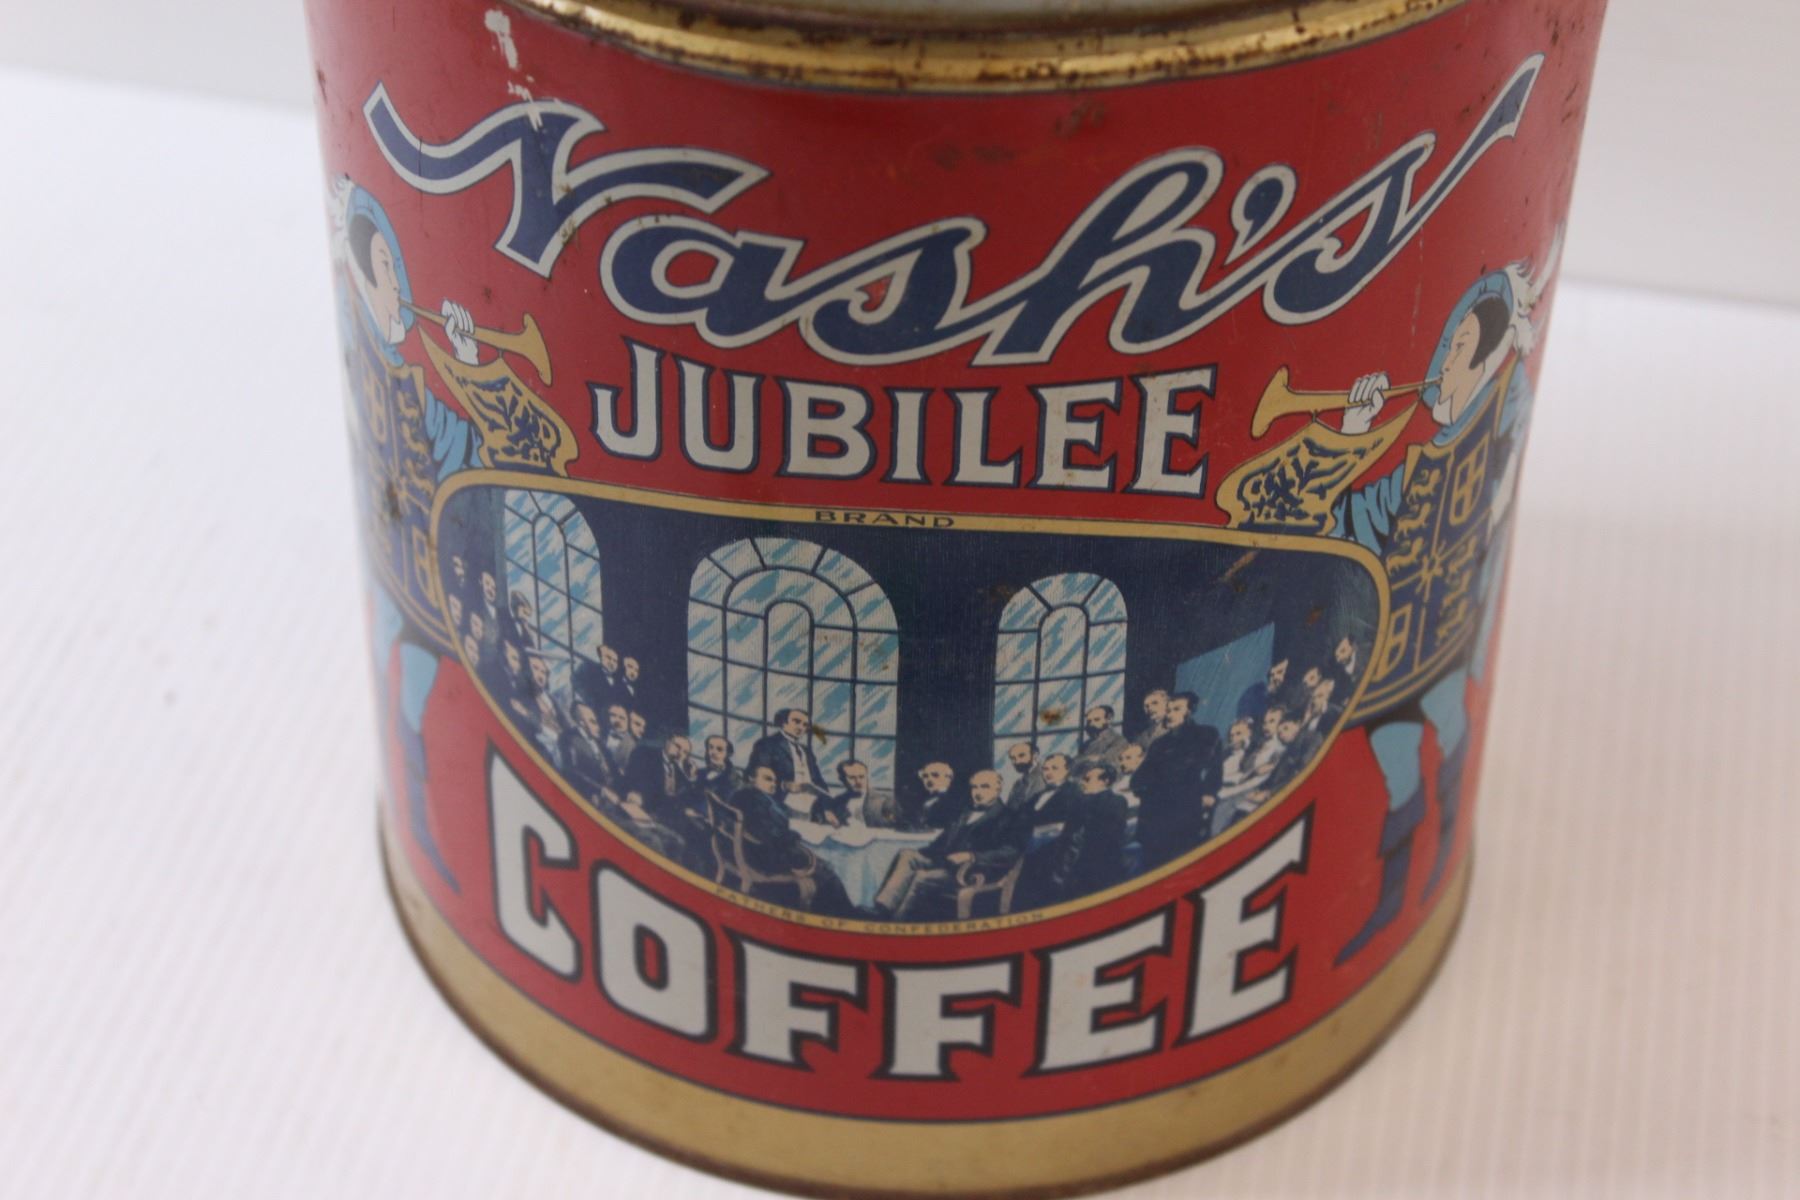 Nash's
JUBILEE
BRAND
FATHERS OF CONFEDERATION
COFFEE